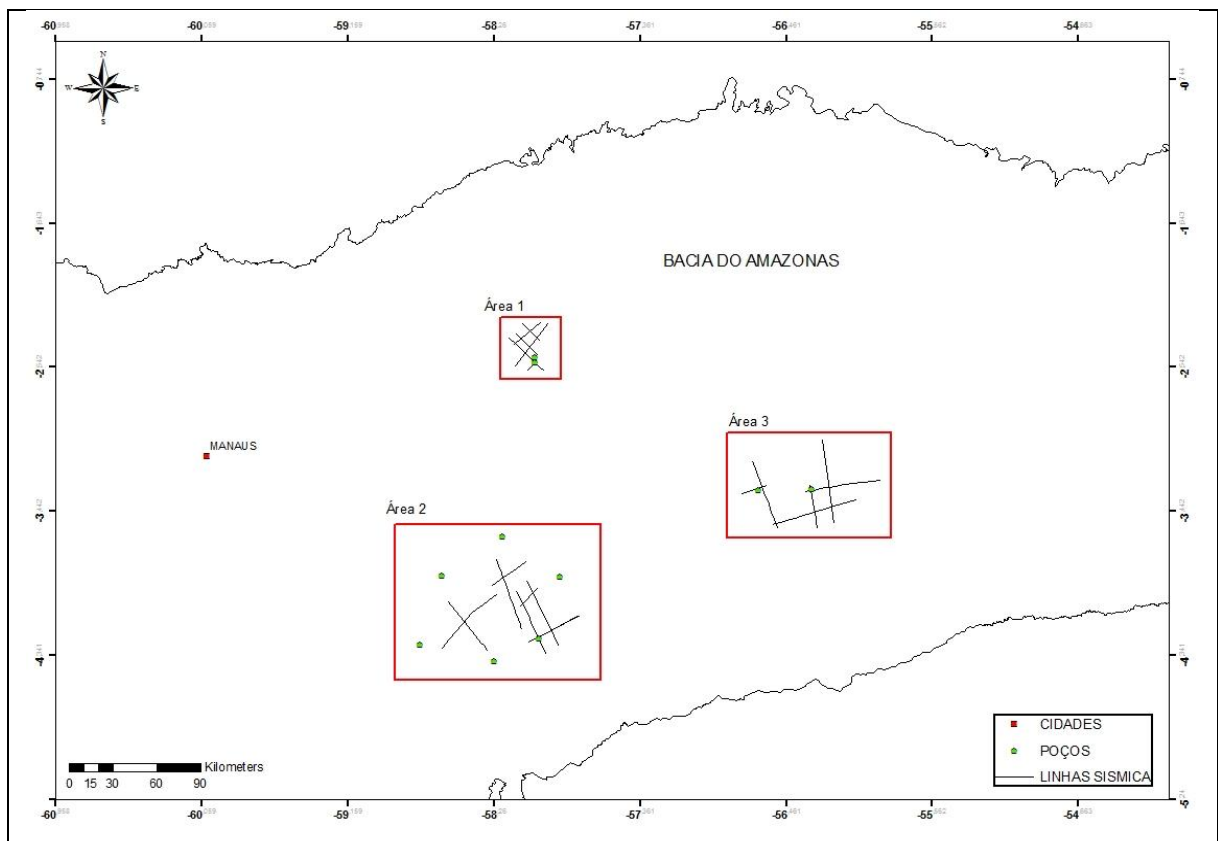 -60 -60 -59 -58 -57 -56 -55 -54
N
W E
S
BACIA DO AMAZONAS
Área 1
Área 3
MANAUS
Área 2
CIDADES
POÇOS
LINHAS SISMICA
Kilometers
0 15 30 60 90
-60 -60 -59 -58 -57 -56 -55 -54